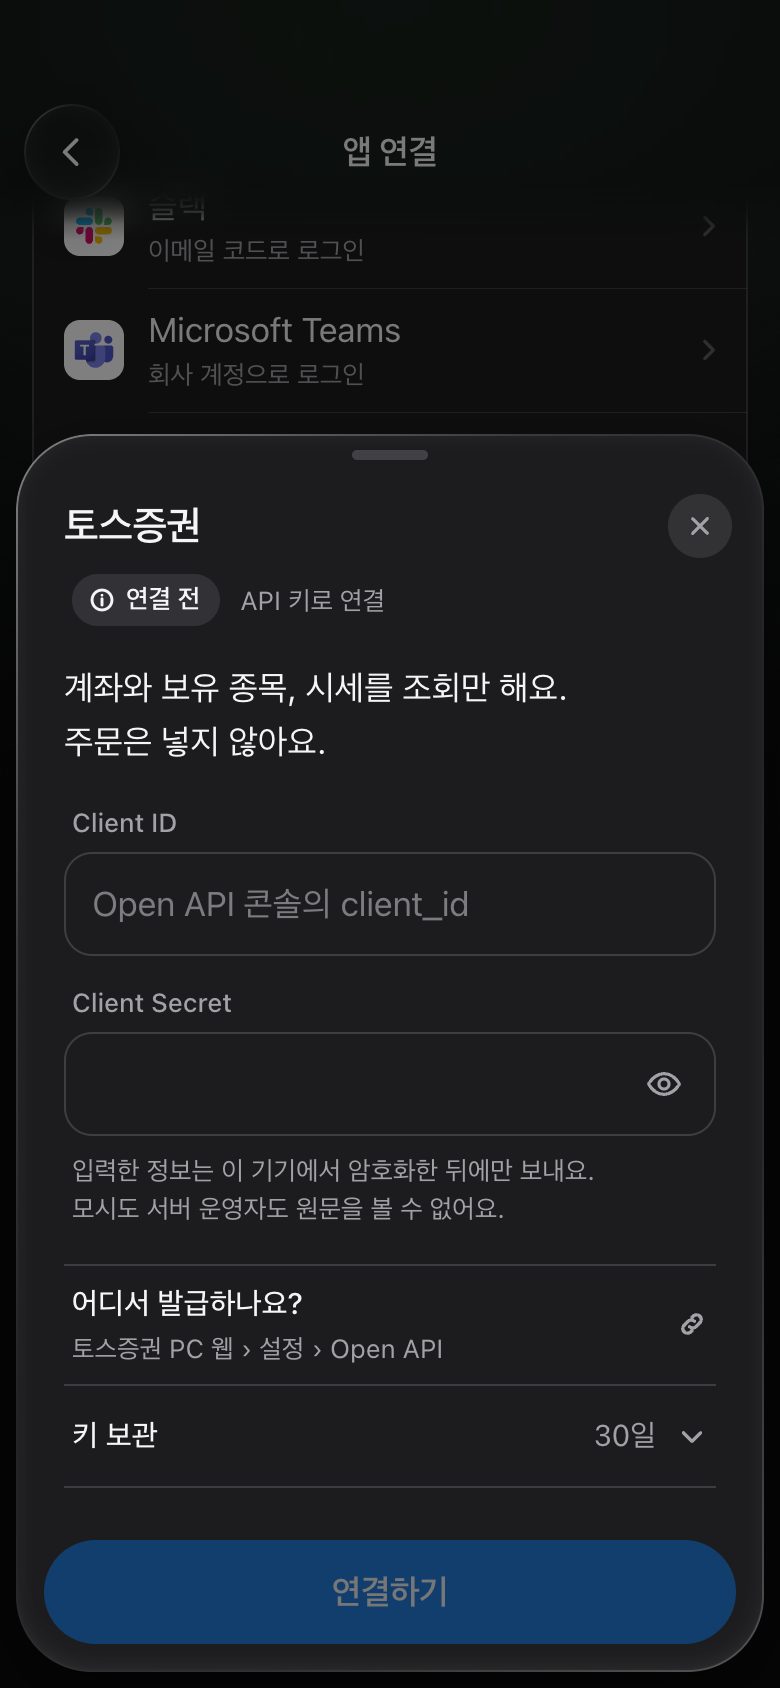 앱 연결
슬랙
이메일 코드로 로그인
Microsoft Teams
회사 계정으로 로그인
토스증권
연결 전
API 키로 연결
계좌와 보유 종목, 시세를 조회만 해요.
주문은 넣지 않아요.
Client ID
Open API 콘솔의 client_id
Client Secret
입력한 정보는 이 기기에서 암호화한 뒤에만 보내요.
모시도 서버 운영자도 원문을 볼 수 없어요.
어디서 발급하나요?
토스증권 PC 웹 › 설정 › Open API
키 보관
30일
연결하기